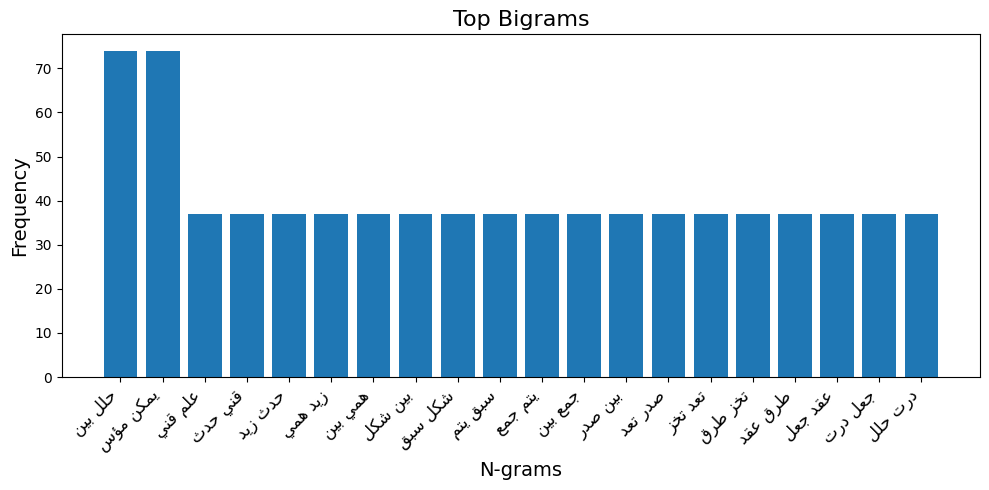 Top Bigrams
Frequency
70
60
50
40
30
20
10
0
حلل بين
يمكن مؤس
علم قني
قني حدث
حدث زيد
زيد همي
همي بين
بين شكل
شكل سبق
سبق يتم
يتم جمع
جمع بين
بين صدر
صدر تعد
تعد تخز
تخز طرق
طرق عقد
عقد جعل
جعل درت
درت حلل
N-grams